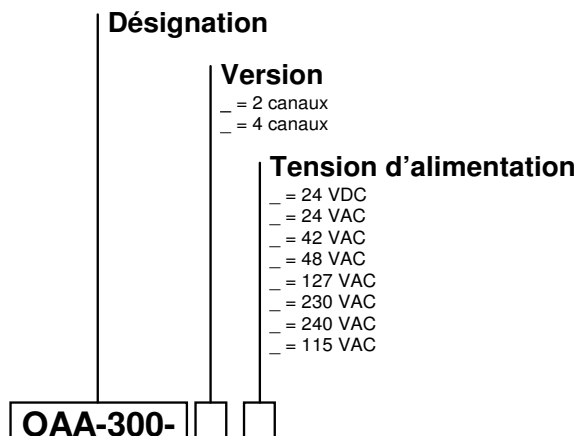 Désignation
Version
_ = 2 canaux
_ = 4 canaux
Tension d'alimentation
_ = 24 VDC
_ = 24 VAC
_ = 42 VAC
_ = 48 VAC
_ = 127 VAC
_ = 230 VAC
_ = 240 VAC
_ = 115 VAC
OAA-300-